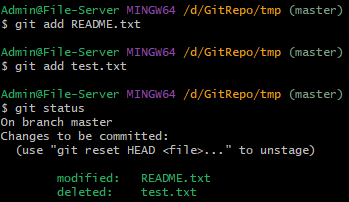 Admin@File-Server MINGW64 /d/GitRepo/tmp (master)
$ git add README.txt
Admin@File-Server MINGW64 /d/GitRepo/tmp (master)
$ git add test.txt
Admin@File-Server MINGW64 /d/GitRepo/tmp (master)
$ git status
On branch master
Changes to be committed:
  (use "git reset HEAD <file>..." to unstage)
        modified:   README.txt
        deleted:    test.txt